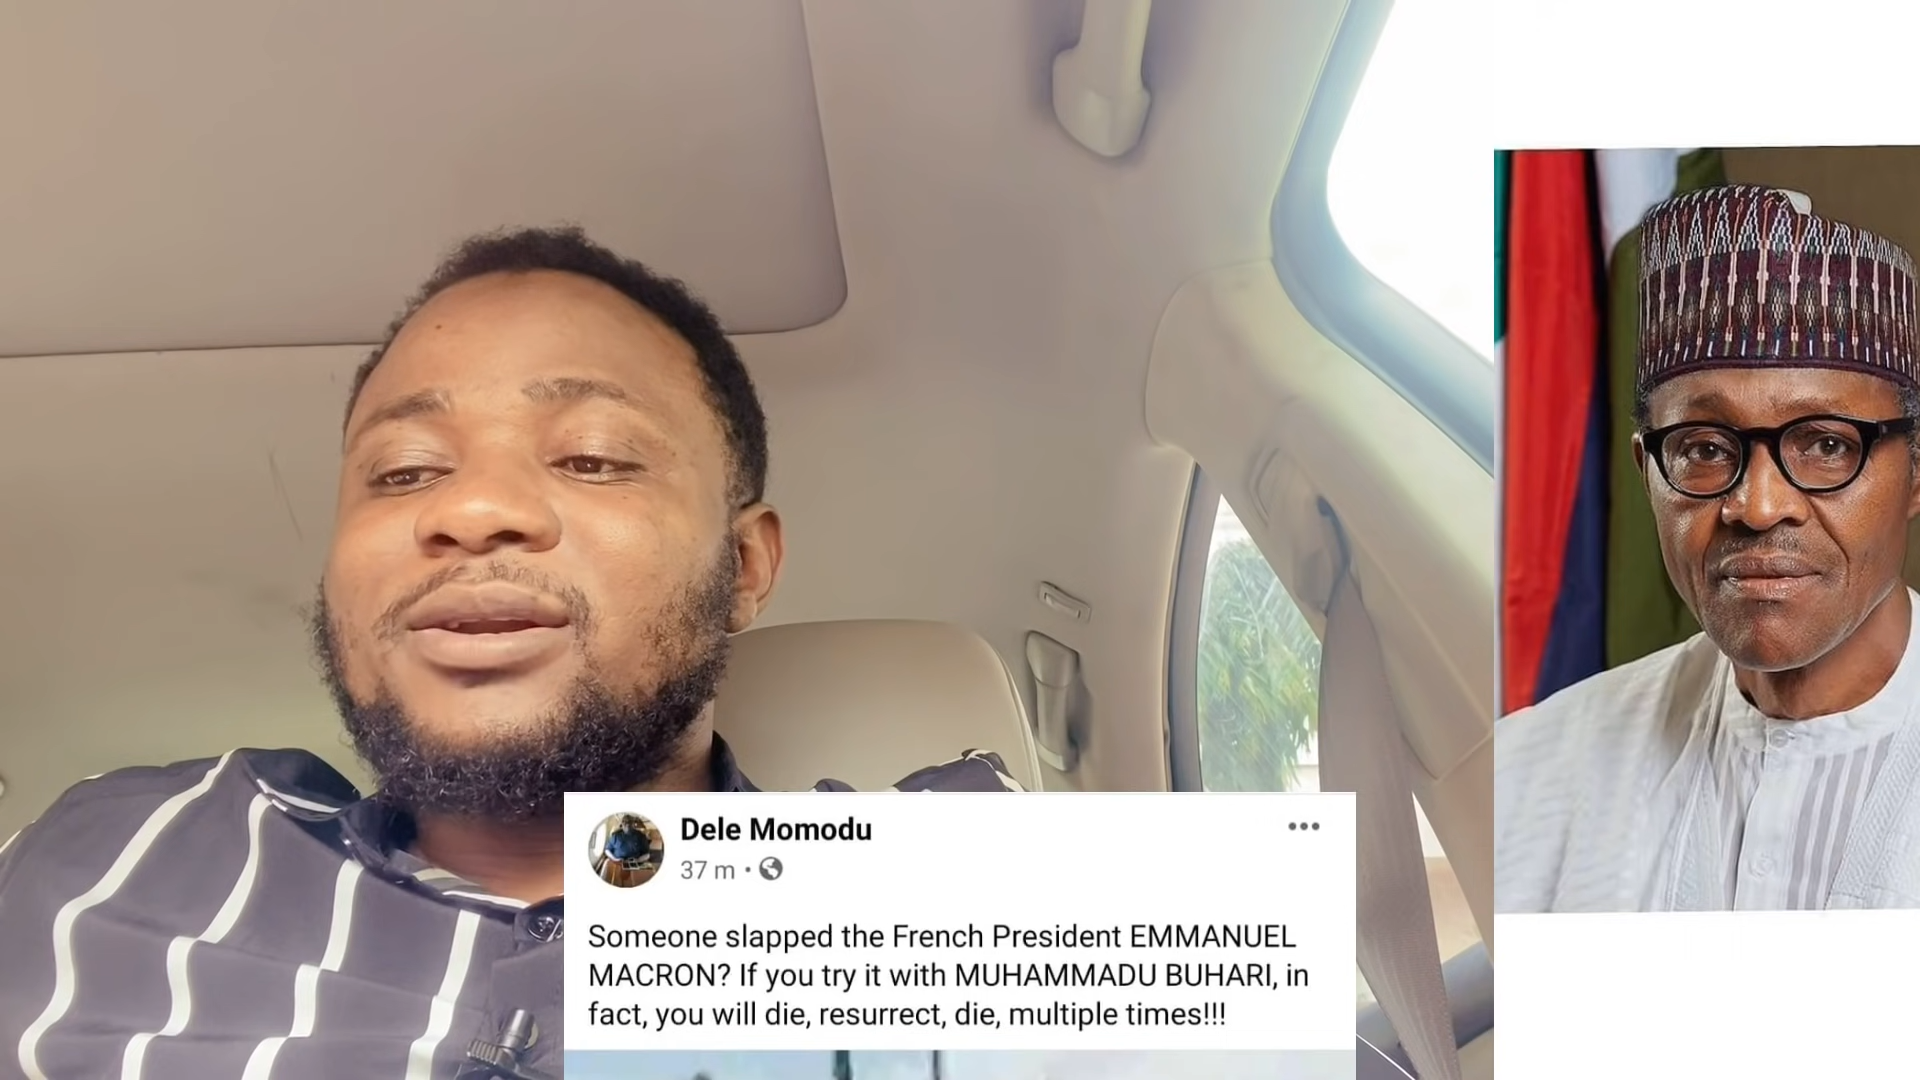 Dele Momodu
37 m
Someone slapped the French President EMMANUEL
MACRON? If you try it with MUHAMMADU BUHARI, in
fact, you will die, resurrect, die, multiple times!!!